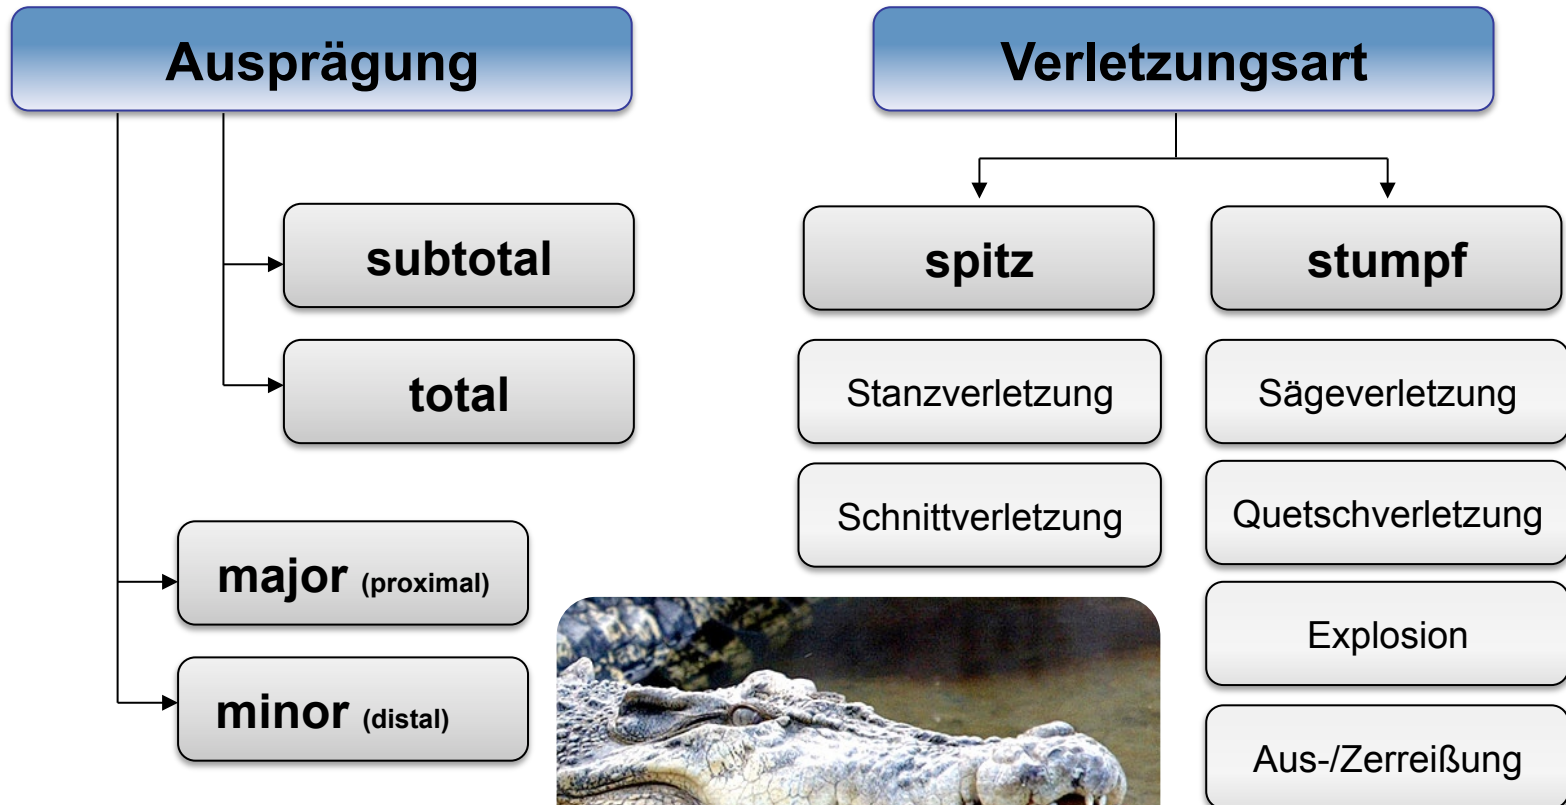 Ausprägung
subtotal
total
major (proximal)
minor (distal)
Verletzungsart
spitz
Stanzverletzung
Schnittverletzung
stumpf
Sägeverletzung
Quetschverletzung
Explosion
Aus-/Zerreißung